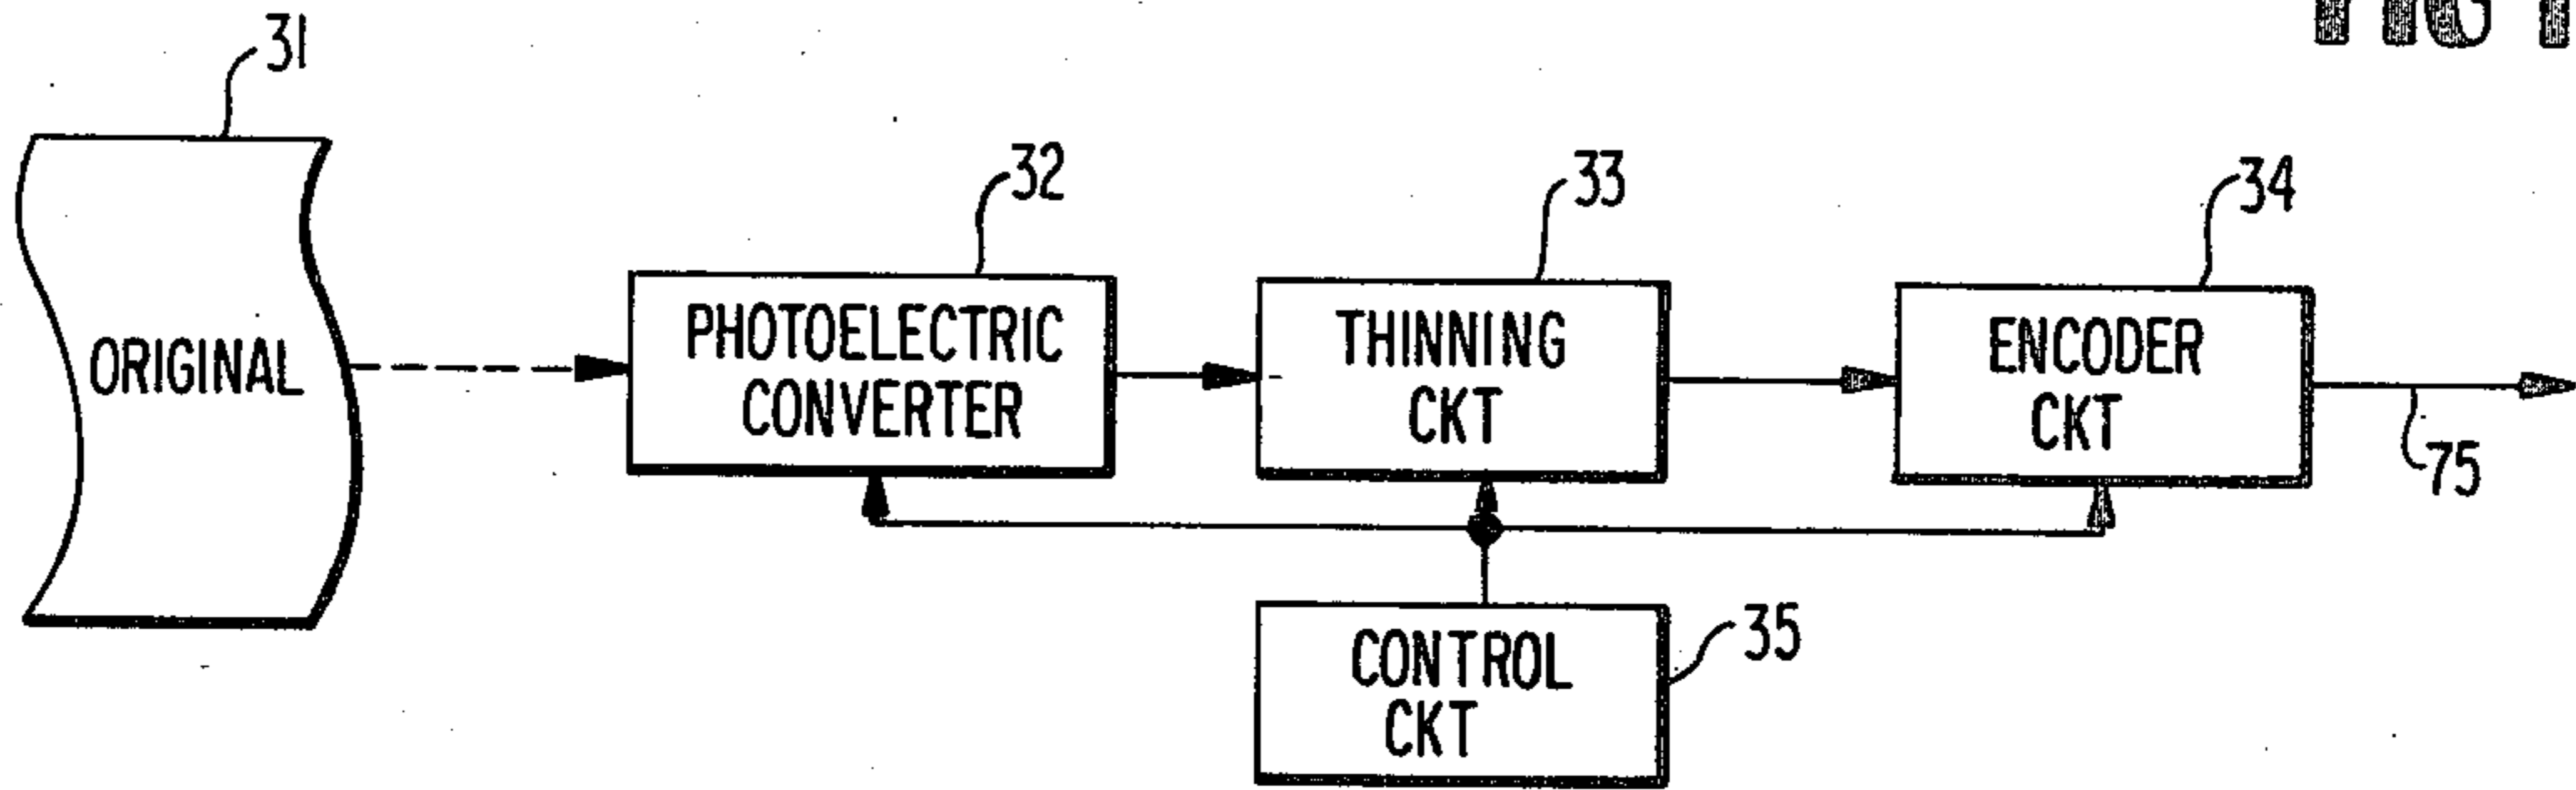 31
32
33
34
ORIGINAL
PHOTOELECTRIC
CONVERTER
THINNING
CKT
ENCODER
CKT
75
CONTROL
CKT
35